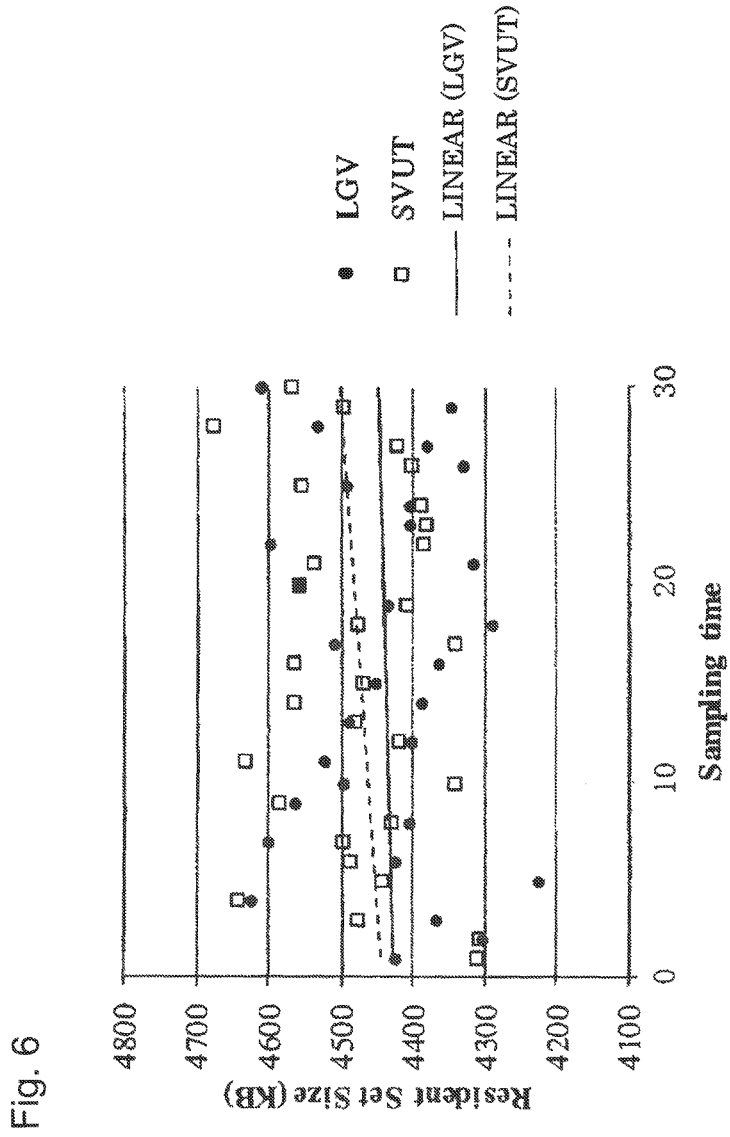 Fig. 6
4800
4700
4600
4500
4400
4300
4200
4100
Resident Set Size (KB)
0
10
20
30
Sampling time
LGV
SVUT
LINEAR (LGV)
LINEAR (SVUT)